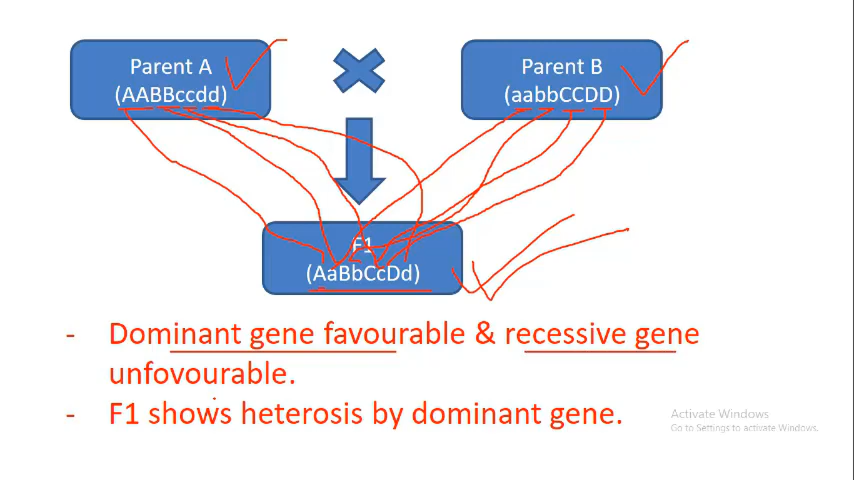 Parent A
(AABBccdd)
Parent B
(aabbCCDD)
F1
(AaBbCcDd)
- Dominant gene favourable & recessive gene
unfovourable.
- F1 shows heterosis by dominant gene.
Activate Windows
Go to Settings to activate Windows.